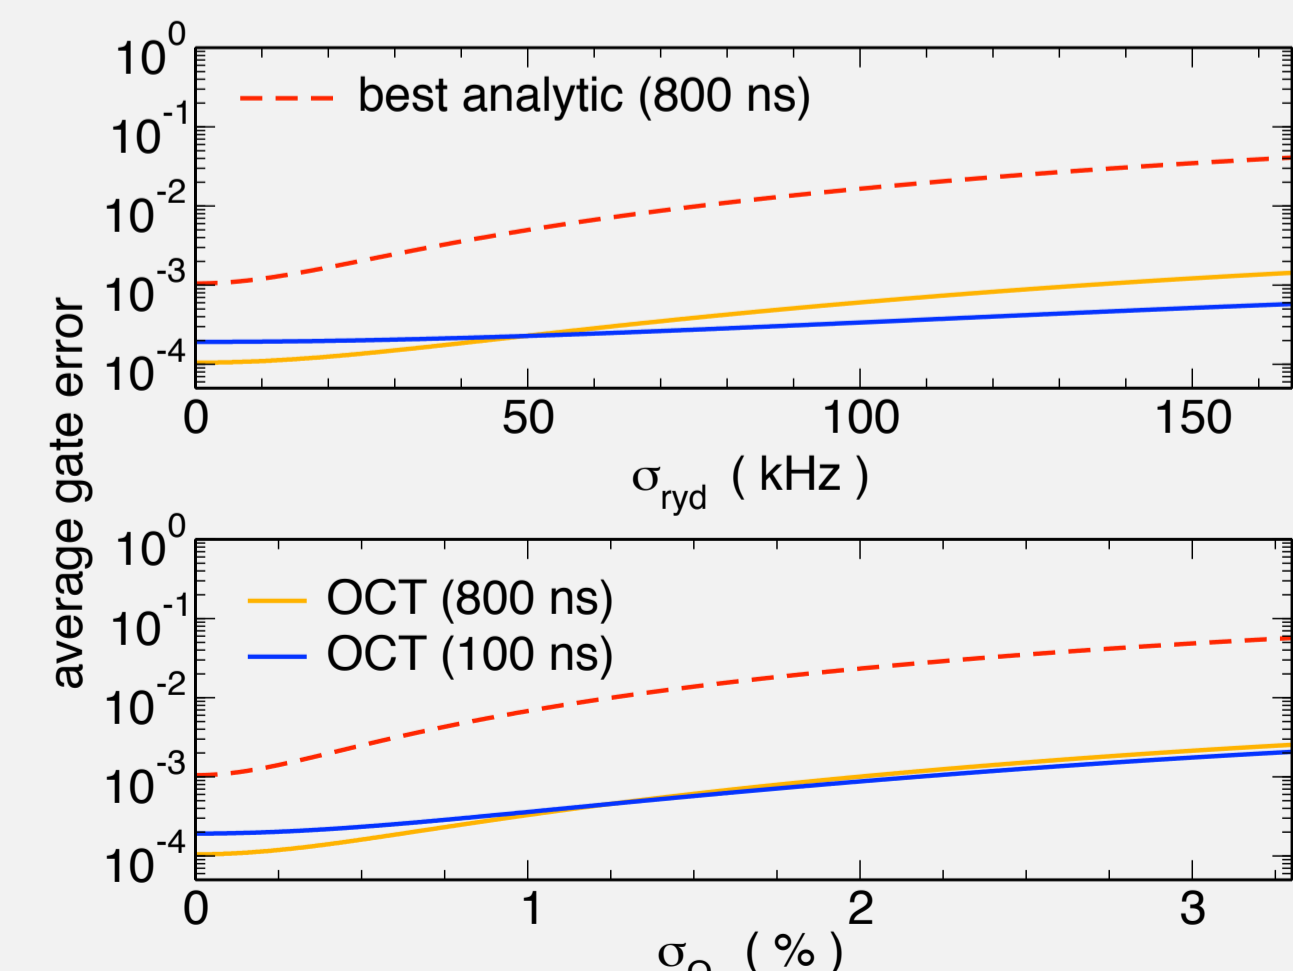 average gate error
10^0
10^-1
10^-2
10^-3
10^-4
best analytic (800 ns)
0 50 100 150
σ_ryd ( kHz )
10^0
10^-1
10^-2
10^-3
10^-4
OCT (800 ns)
OCT (100 ns)
0 1 2 3
σ ( % )